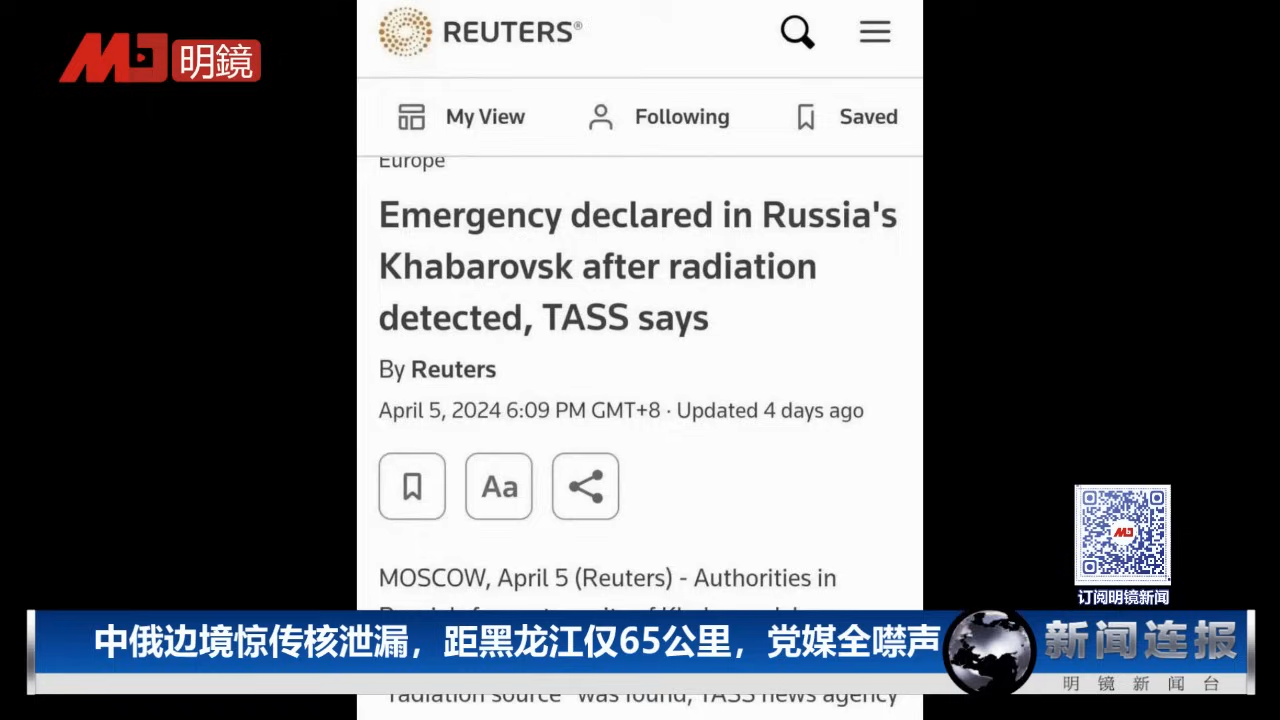 明鏡
REUTERS®
My View
Following
Saved
Europe
Emergency declared in Russia's
Khabarovsk after radiation
detected, TASS says
By Reuters
April 5, 2024 6:09 PM GMT+8 · Updated 4 days ago
Aa
MOSCOW, April 5 (Reuters) - Authorities in
订阅明镜新闻
中俄边境惊传核泄漏，距黑龙江仅65公里，党媒全噤声
新闻连报
明镜新闻台
"radiation source" was found, TASS news agency